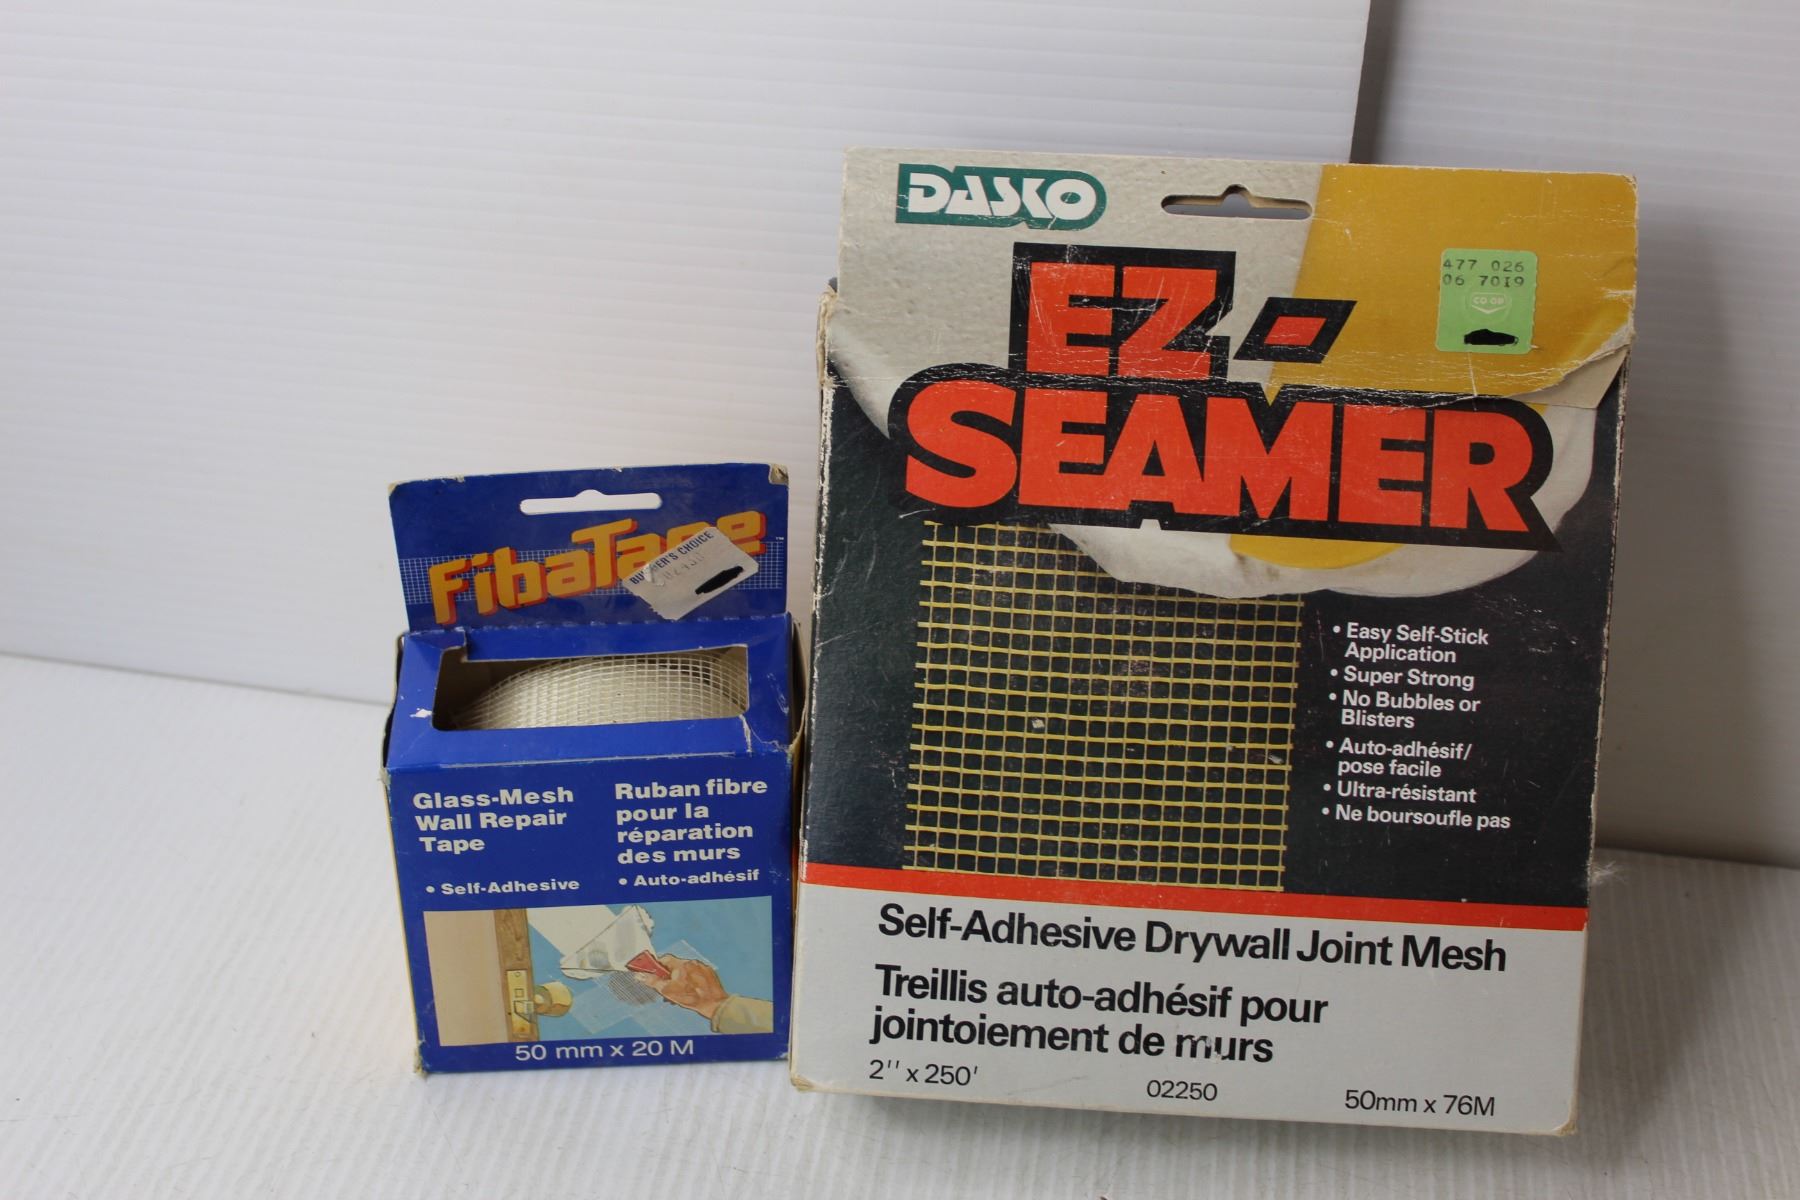 FibaTape
™
Glass-Mesh
Wall Repair
Tape
• Self-Adhesive
Ruban fibre
pour la
réparation
des murs
• Auto-adhésif
50 mm x 20 M
DASKO
477 026
06 7019
CO OP
EZ-
SEAMER
• Easy Self-Stick
Application
• Super Strong
• No Bubbles or
Blisters
• Auto-adhésif/
pose facile
• Ultra-résistant
• Ne boursoufle pas
Self-Adhesive Drywall Joint Mesh
Treillis auto-adhésif pour
jointoiement de murs
2'' x 250'
02250
50mm x 76M